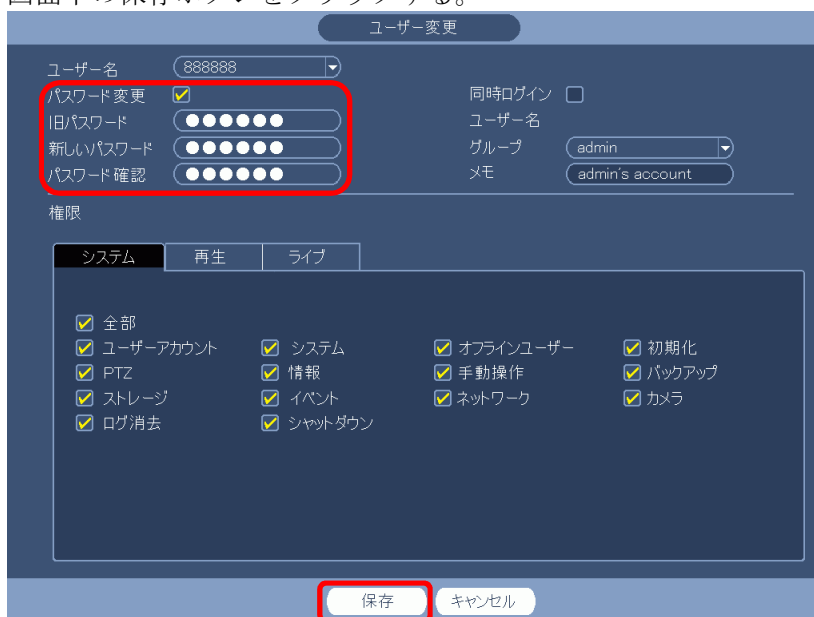 画面下の保存ボタンをクリックする。
ユーザー変更
ユーザー名 888888
パスワード変更
旧パスワード ●●●●●●
新しいパスワード ●●●●●●
パスワード確認 ●●●●●●
同時ログイン
ユーザー名
グループ admin
メモ admin's account
権限
システム 再生 ライブ
全部
ユーザーアカウント システム オフラインユーザー 初期化
PTZ 情報 手動操作 バックアップ
ストレージ イベント ネットワーク カメラ
ログ消去 シャットダウン
保存 キャンセル